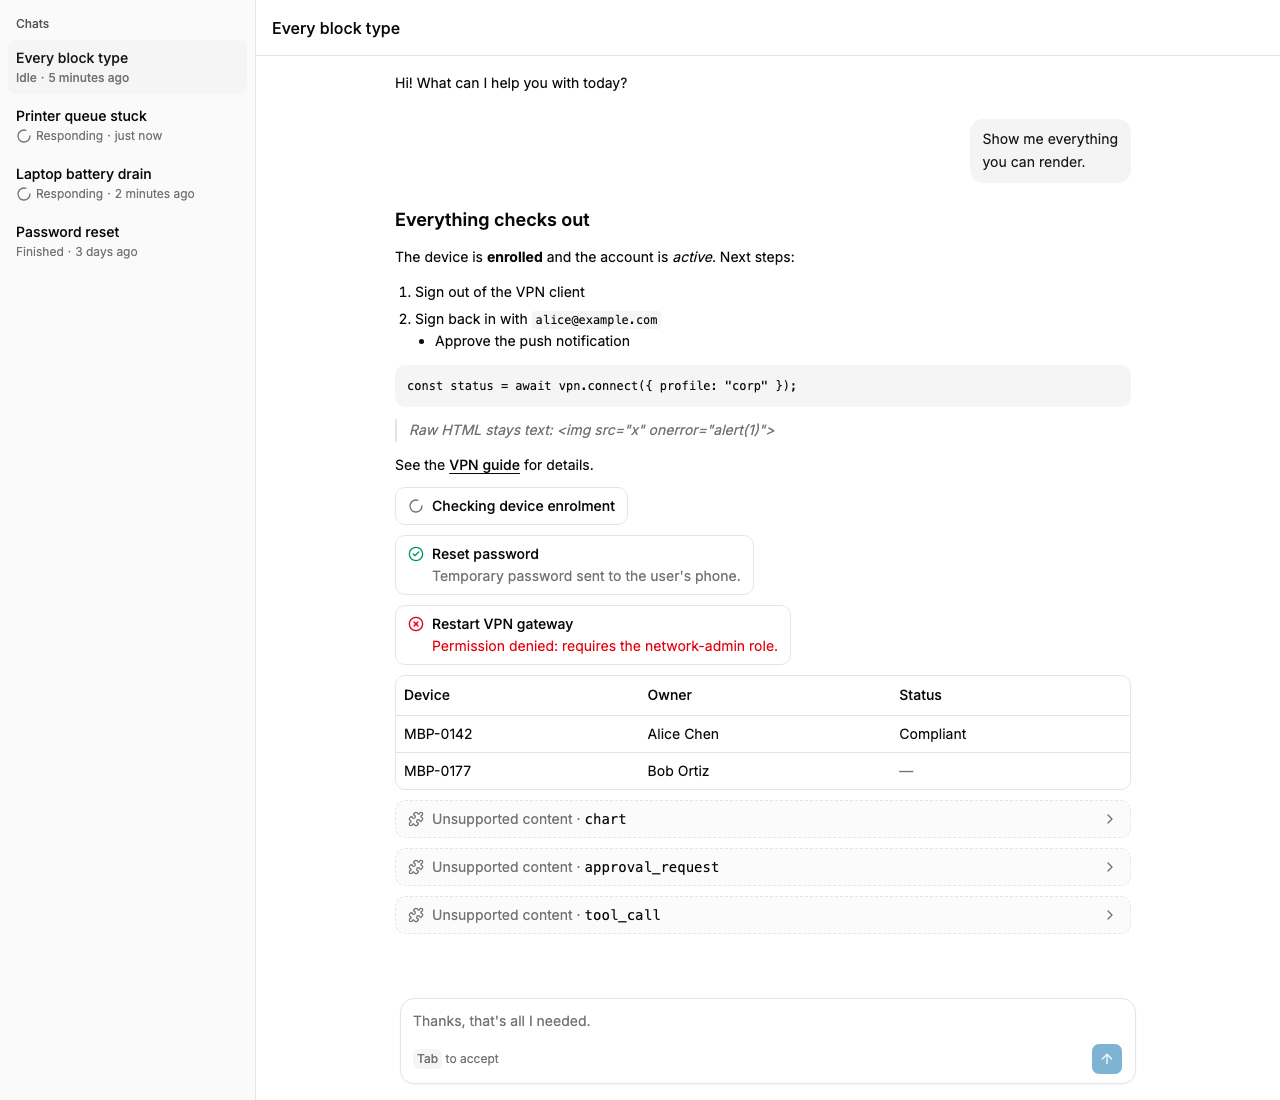 Chats
Every block type
Idle · 5 minutes ago
Printer queue stuck
Responding · just now
Laptop battery drain
Responding · 2 minutes ago
Password reset
Finished · 3 days ago
Every block type
Hi! What can I help you with today?
Show me everything
you can render.
Everything checks out
The device is enrolled and the account is active. Next steps:
1. Sign out of the VPN client
2. Sign back in with alice@example.com
• Approve the push notification
const status = await vpn.connect({ profile: "corp" });
Raw HTML stays text: <img src="x" onerror="alert(1)">
See the VPN guide for details.
Checking device enrolment
Reset password
Temporary password sent to the user's phone.
Restart VPN gateway
Permission denied: requires the network-admin role.
Device Owner Status
MBP-0142 Alice Chen Compliant
MBP-0177 Bob Ortiz —
Unsupported content · chart
Unsupported content · approval_request
Unsupported content · tool_call
Thanks, that's all I needed.
Tab to accept